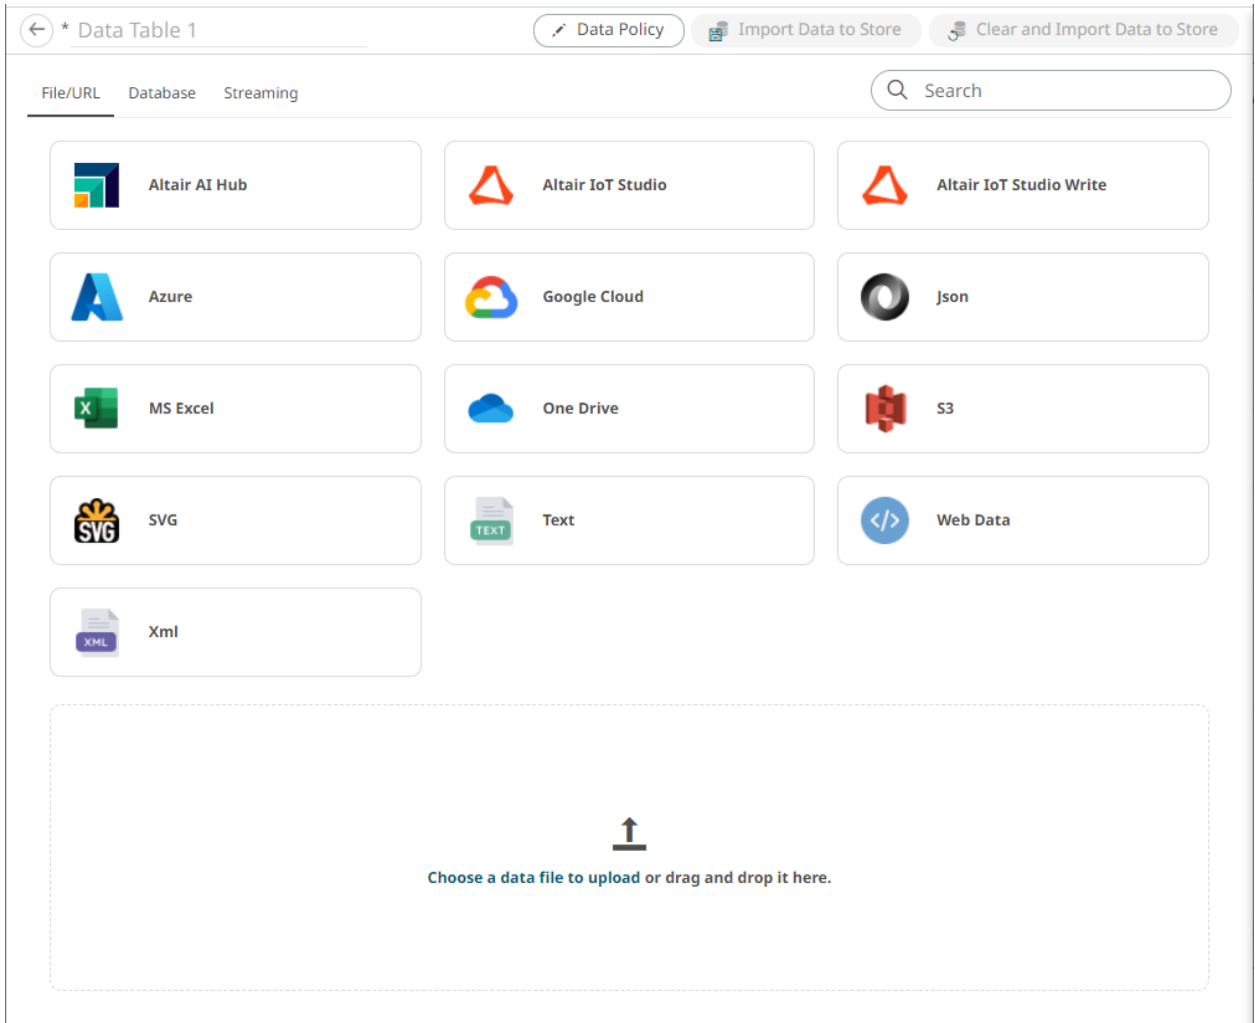 * Data Table 1
Data Policy
Import Data to Store
Clear and Import Data to Store
File/URL Database Streaming
Search
Altair AI Hub
Altair IoT Studio
Altair IoT Studio Write
Azure
Google Cloud
Json
X
MS Excel
One Drive
S3
SVG
SVG
TEXT
Text
</>
Web Data
XML
Xml
Choose a data file to upload or drag and drop it here.